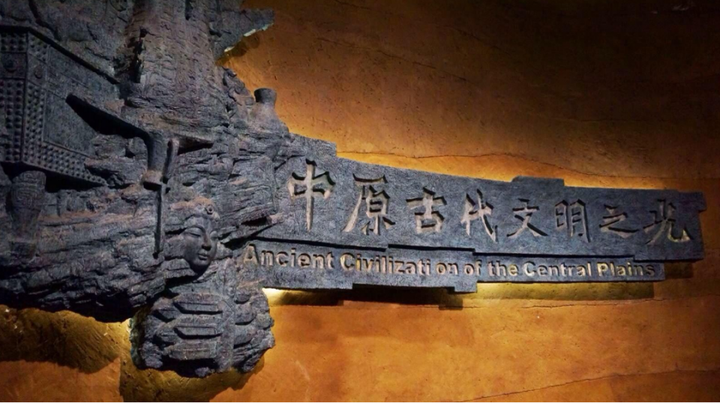 中原古代文明之光
Ancient Civilization of the Central Plains